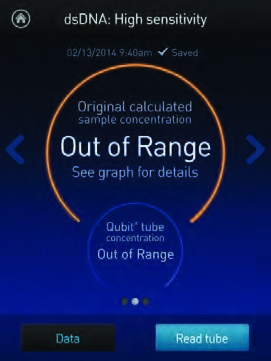 dsDNA: High sensitivity
02/13/2014 9:40am ✓ Saved
Original calculated
sample concentration
Out of Range
See graph for details
Qubit® tube
concentration
Out of Range
Data
Read tube